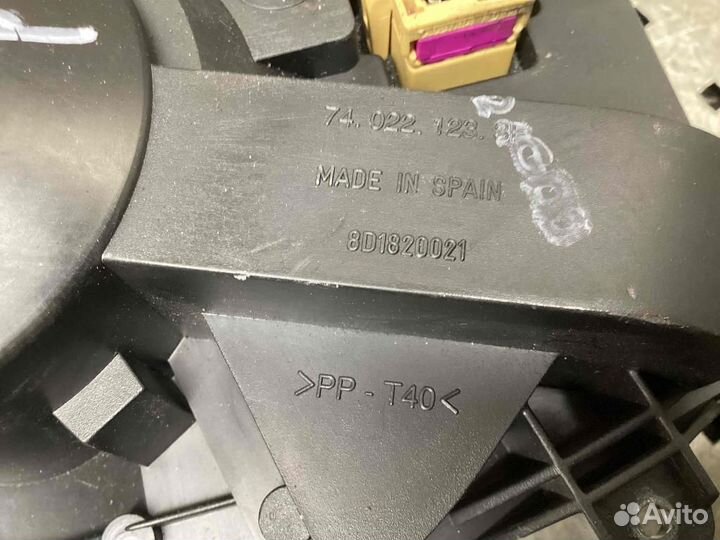 74. 022. 123.
MADE IN SPAIN
8D1820021
>PP - T40<
Avito